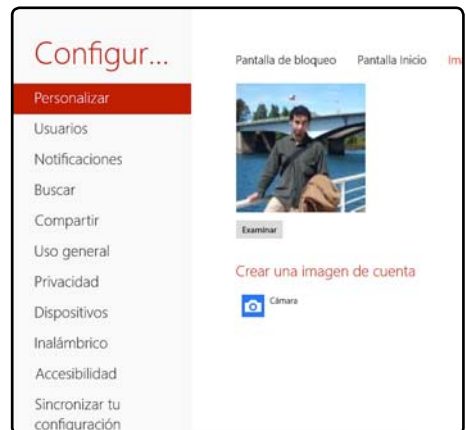 Configur...
Personalizar
Usuarios
Notificaciones
Buscar
Compartir
Uso general
Privacidad
Dispositivos
Inalámbrico
Accesibilidad
Sincronizar tu
configuración
Pantalla de bloqueo Pantalla Inicio
Examinar
Crear una imagen de cuenta
Cámara